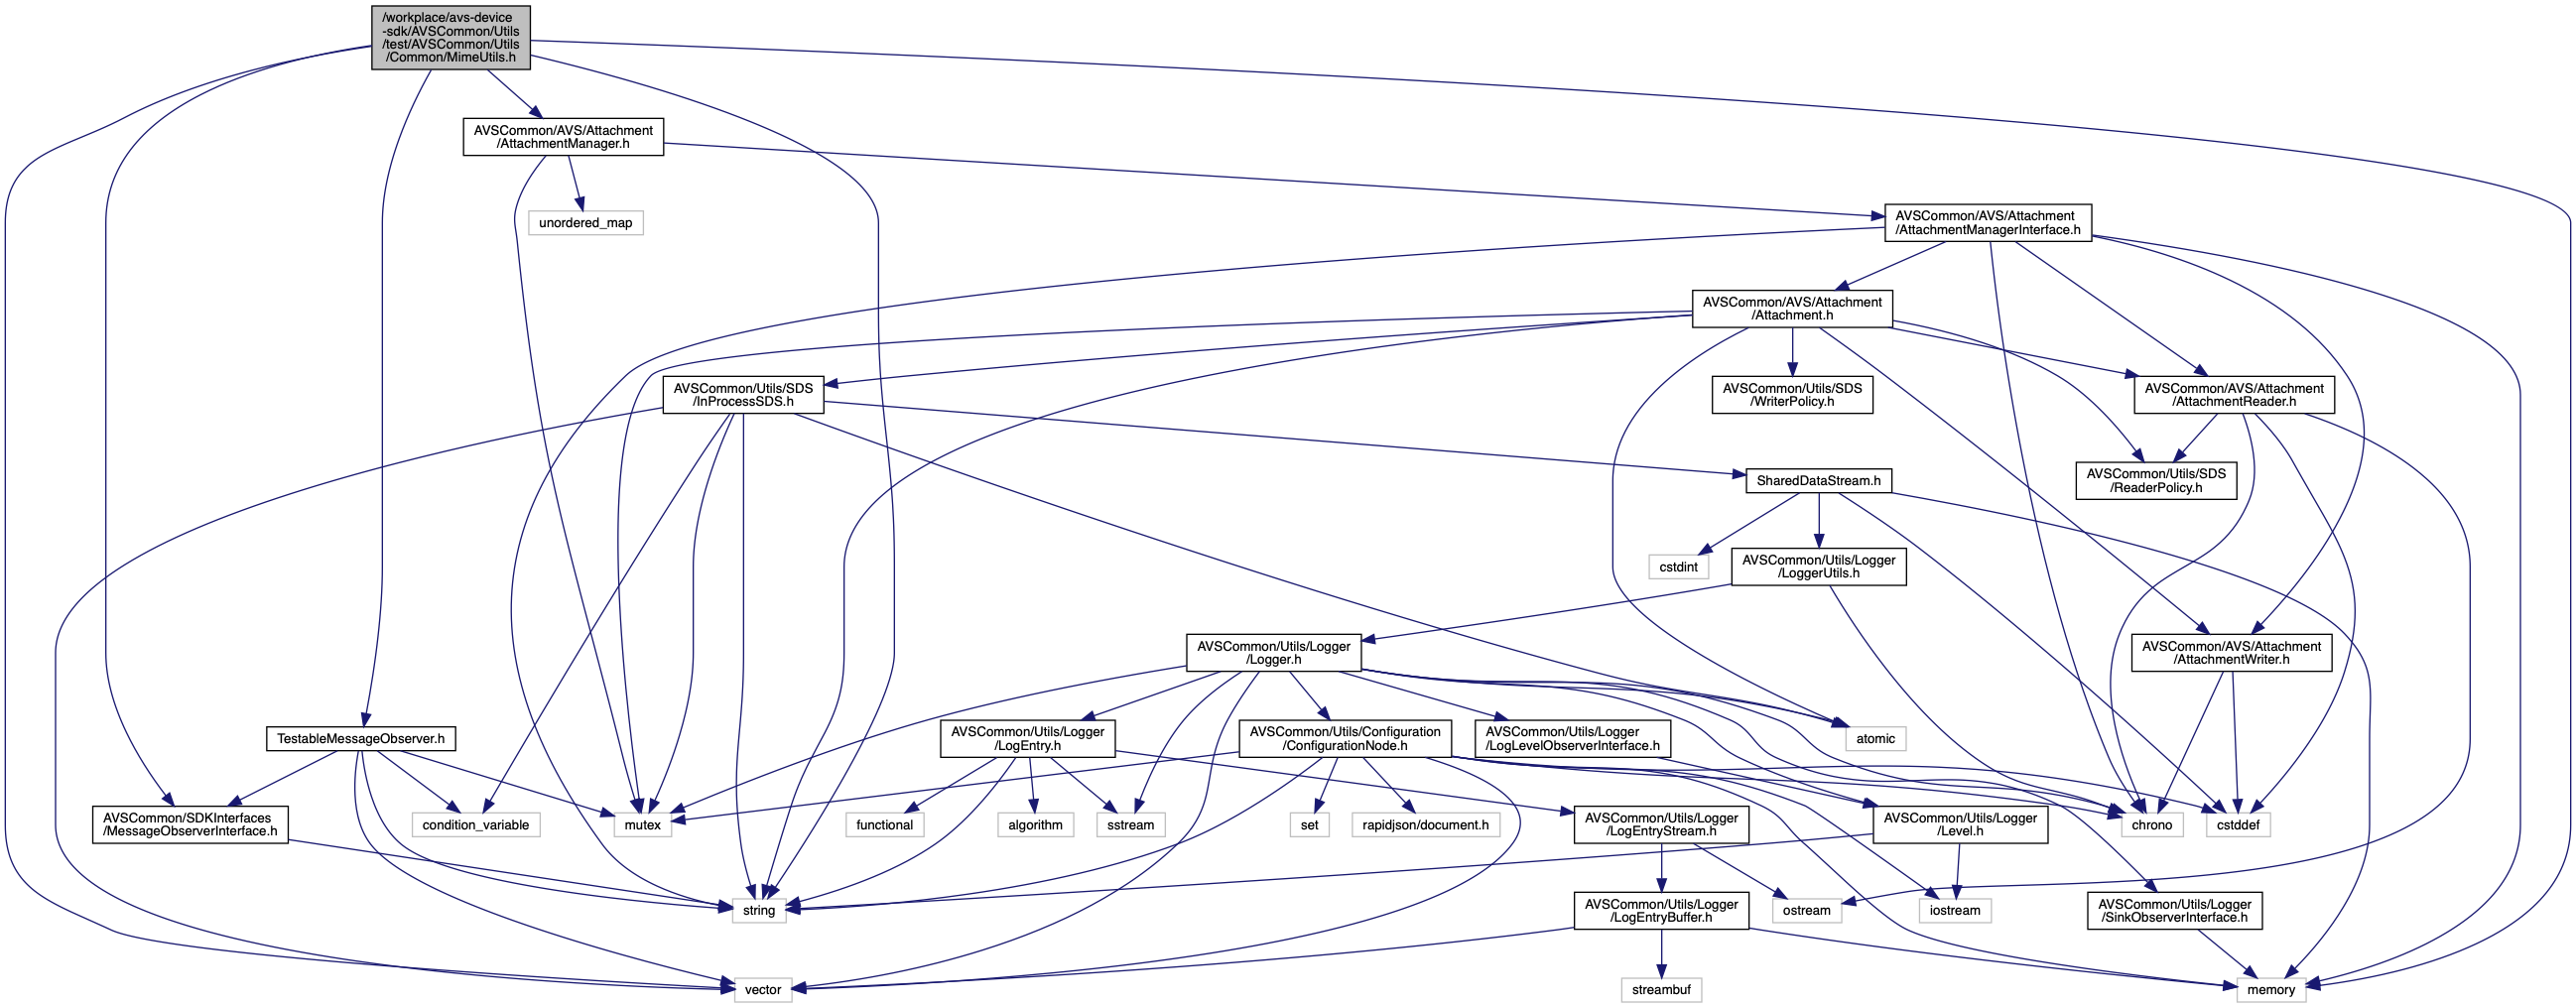 /workplace/avs-device
-sdk/AVSCommon/Utils
/test/AVSCommon/Utils
/Common/MimeUtils.h
AVSCommon/AVS/Attachment
/AttachmentManager.h
unordered_map
AVSCommon/AVS/Attachment
/AttachmentManagerInterface.h
AVSCommon/AVS/Attachment
/Attachment.h
AVSCommon/Utils/SDS
/InProcessSDS.h
AVSCommon/Utils/SDS
/WriterPolicy.h
AVSCommon/AVS/Attachment
/AttachmentReader.h
SharedDataStream.h
AVSCommon/Utils/SDS
/ReaderPolicy.h
cstdint
AVSCommon/Utils/Logger
/LoggerUtils.h
AVSCommon/Utils/Logger
/Logger.h
AVSCommon/AVS/Attachment
/AttachmentWriter.h
TestableMessageObserver.h
AVSCommon/Utils/Logger
/LogEntry.h
AVSCommon/Utils/Configuration
/ConfigurationNode.h
AVSCommon/Utils/Logger
/LogLevelObserverInterface.h
atomic
AVSCommon/SDKInterfaces
/MessageObserverInterface.h
condition_variable
mutex
functional
algorithm
sstream
set
rapidjson/document.h
AVSCommon/Utils/Logger
/LogEntryStream.h
AVSCommon/Utils/Logger
/Level.h
chrono
cstddef
string
AVSCommon/Utils/Logger
/LogEntryBuffer.h
ostream
iostream
AVSCommon/Utils/Logger
/SinkObserverInterface.h
vector
streambuf
memory